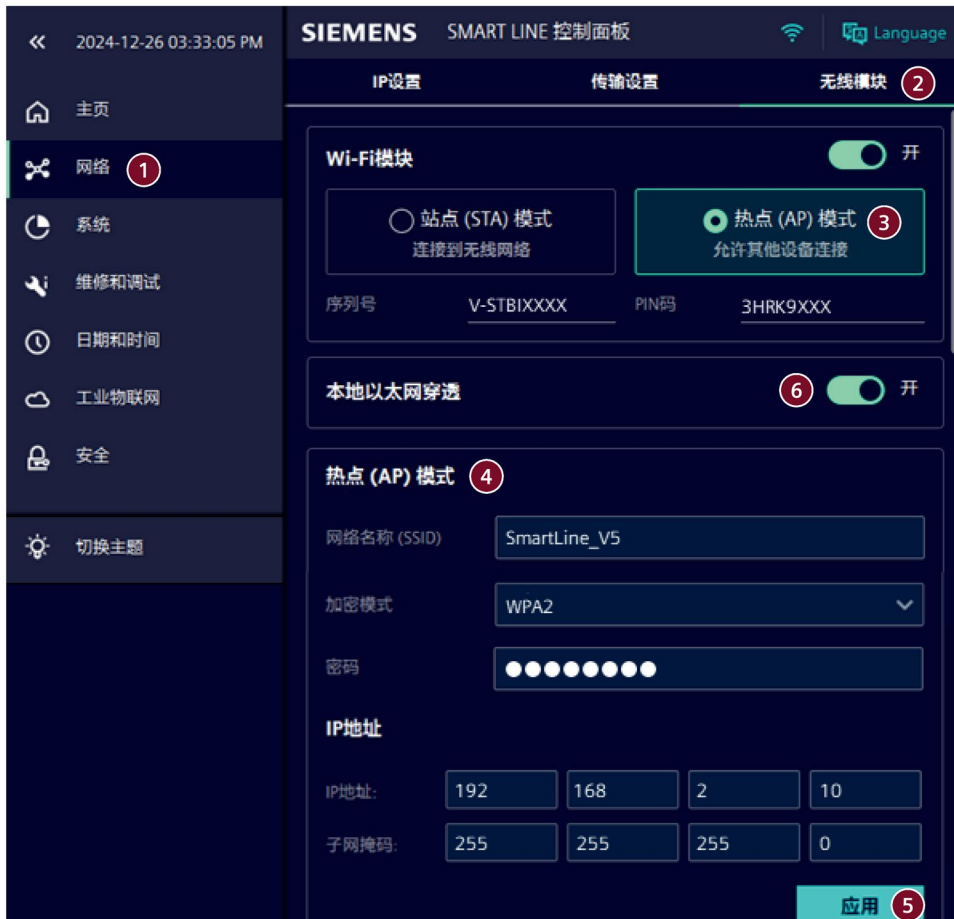 2024-12-26 03:33:05 PM
SIEMENS SMART LINE 控制面板 Language
主页
网络 1
系统
维修和调试
日期和时间
工业物联网
安全
切换主题
IP设置 传输设置 无线模块 2
Wi-Fi模块 开
站点 (STA) 模式
连接到无线网络
热点 (AP) 模式 3
允许其他设备连接
序列号 V-STBIXXXX PIN码 3HRK9XXX
本地以太网穿透 6 开
热点 (AP) 模式 4
网络名称 (SSID) SmartLine_V5
加密模式 WPA2
密码
IP地址
IP地址: 192 168 2 10
子网掩码: 255 255 255 0
应用 5